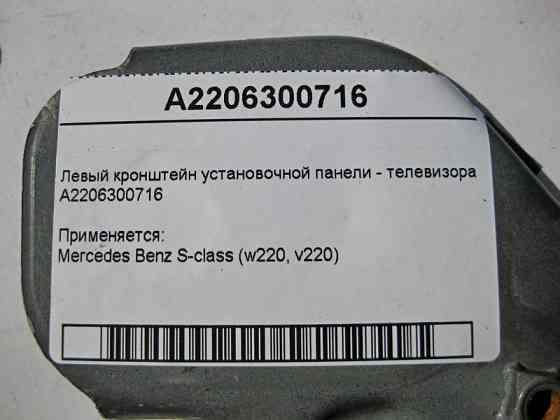 A2206300716
Левый кронштейн установочной панели - телевизора
A2206300716
Применяется:
Mercedes Benz S-class (w220, v220)